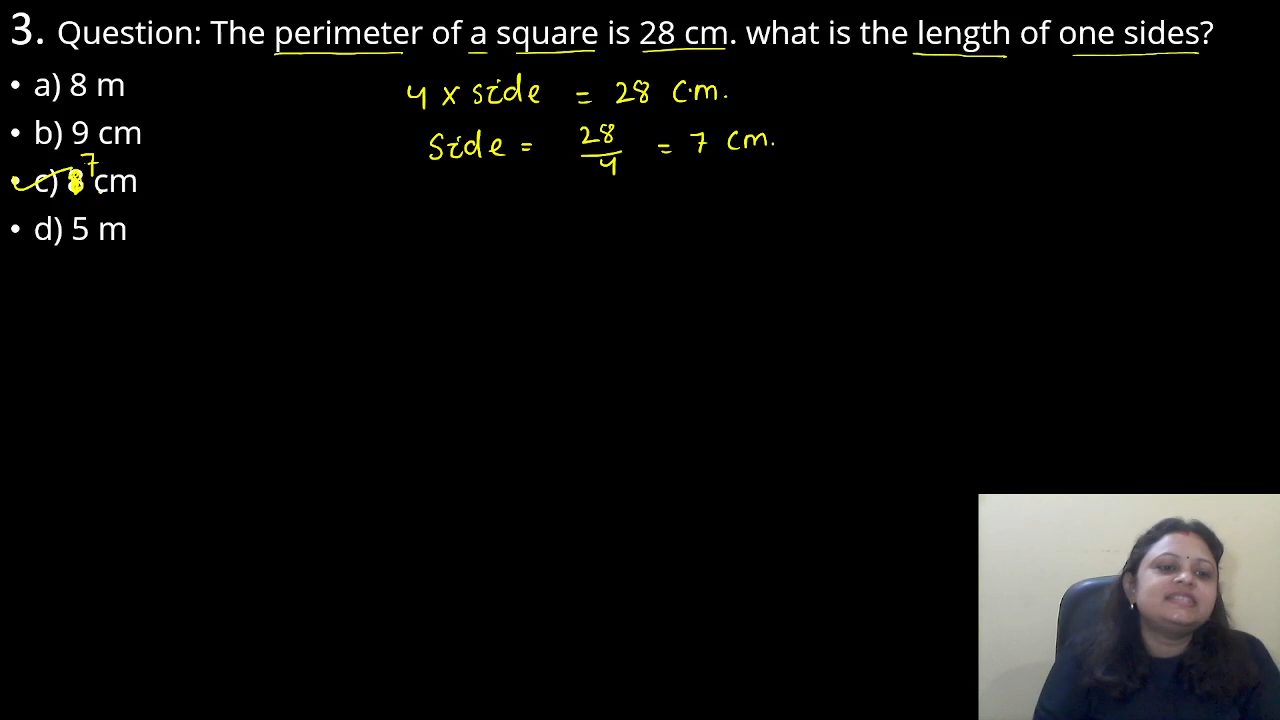 3. Question: The perimeter of a square is 28 cm. what is the length of one sides?
• a) 8 m
4 x side = 28 cm.
• b) 9 cm
side = 28/4 = 7 cm.
• c) 7 cm
• d) 5 m